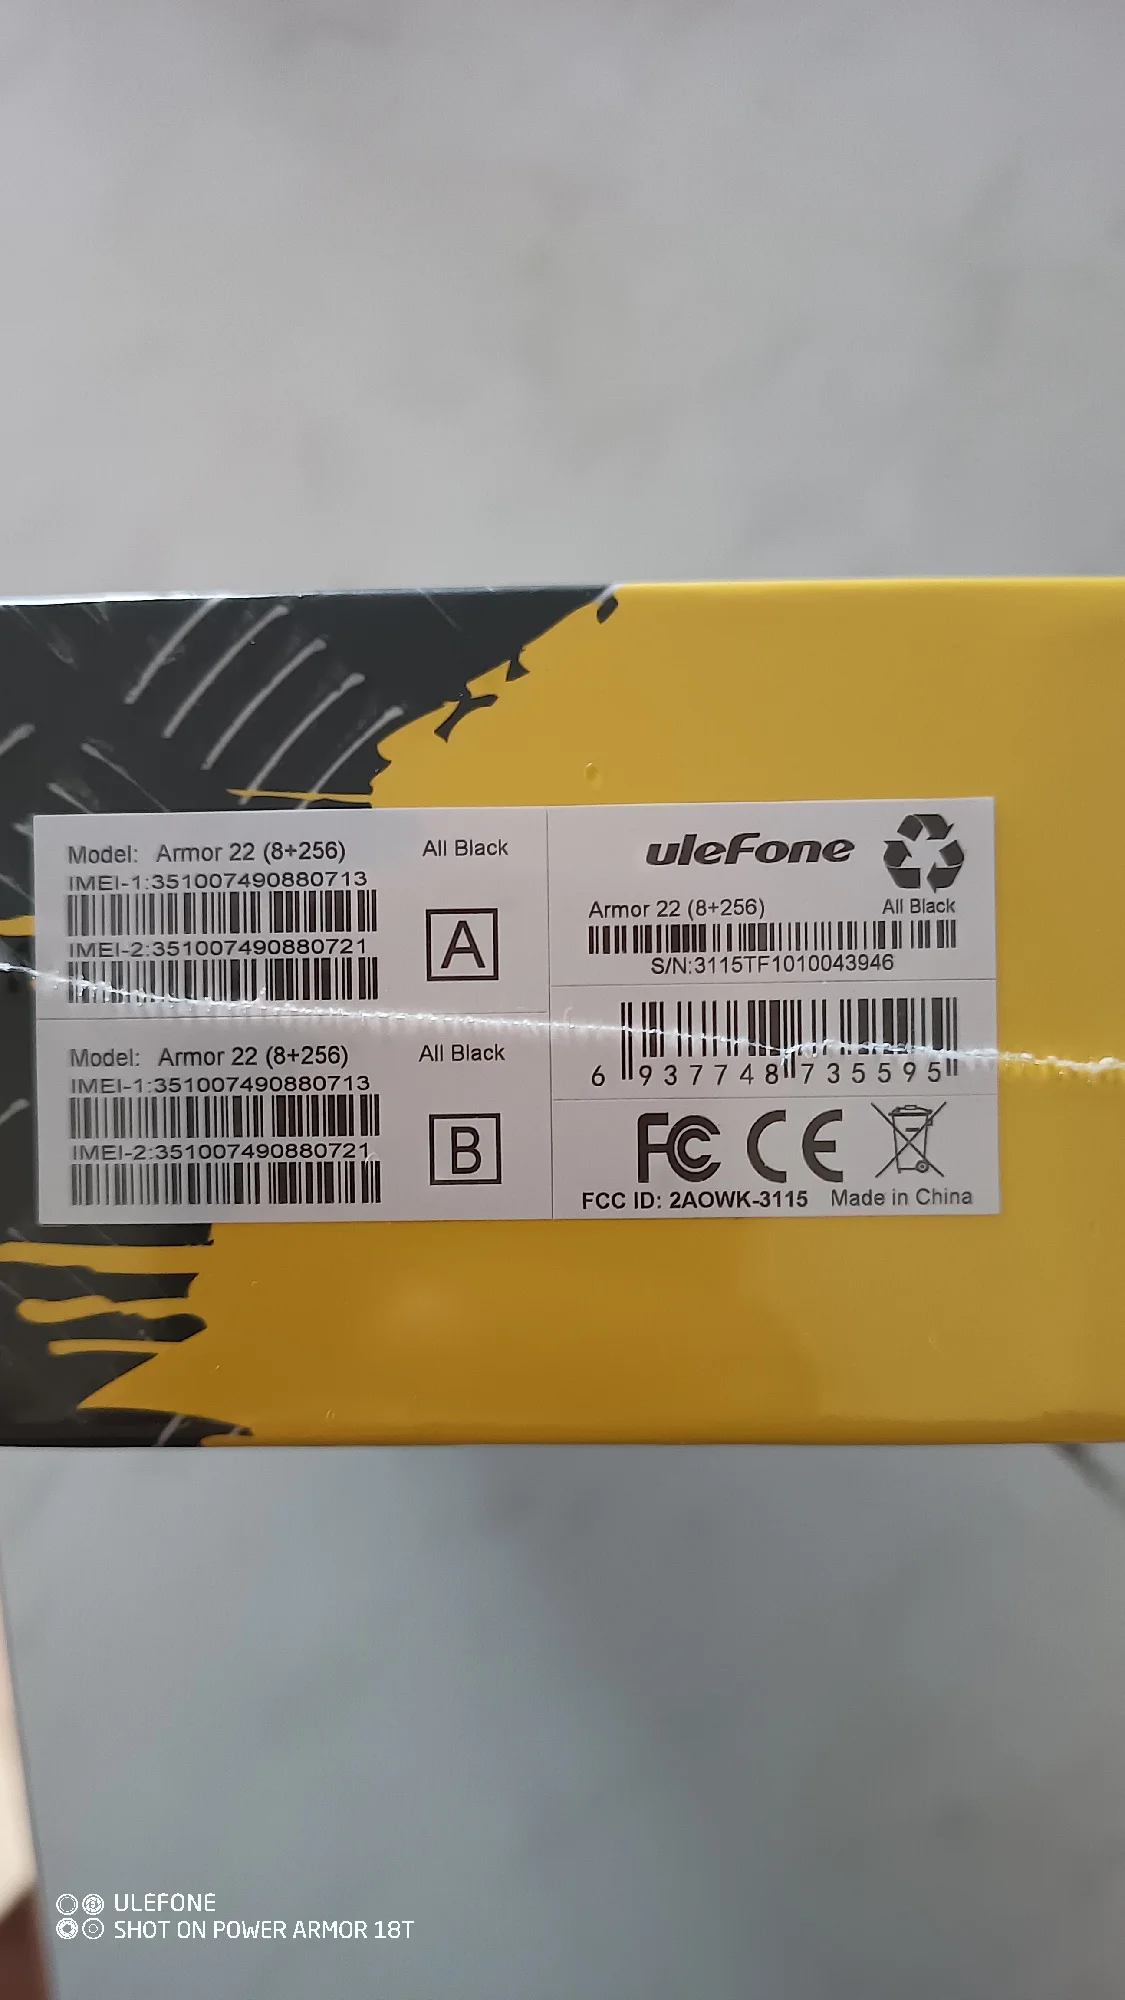 Model: Armor 22 (8+256) All Black
IMEI-1:351007490880713
IMEI-2:351007490880721
A
Model: Armor 22 (8+256) All Black
IMEI-1:351007490880713
IMEI-2:351007490880721
B
ulefone
Armor 22 (8+256) All Black
S/N:3115TF1010043946
6 937748 735595
FC CE
FCC ID: 2AOWK-3115 Made in China
ULEFONE
SHOT ON POWER ARMOR 18T